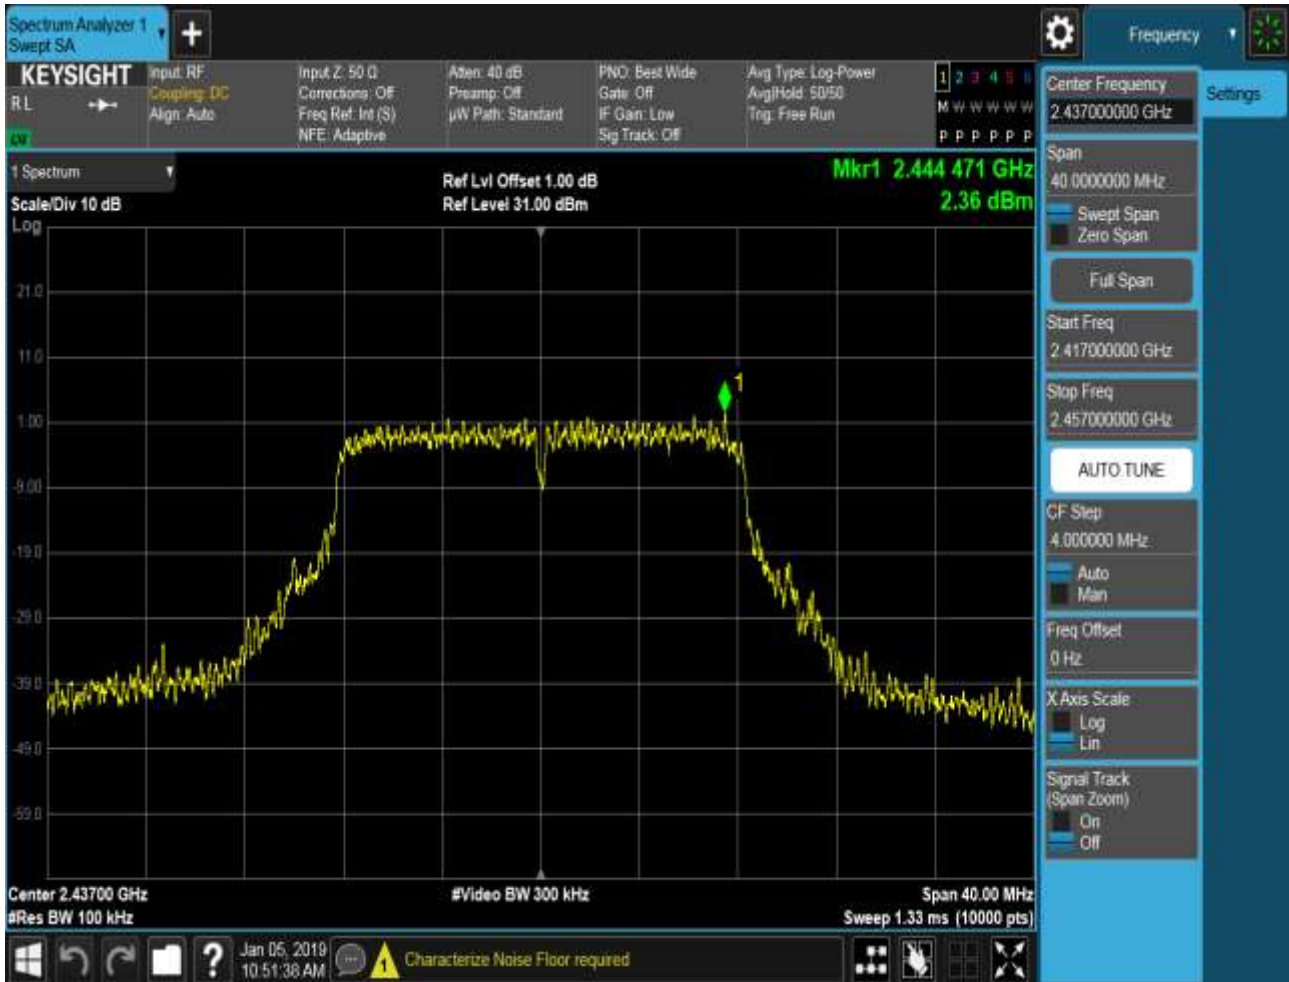 Spectrum Analyzer 1
Swept SA
Frequency
KEYSIGHT
RL
Input: RF
Coupling: DC
Align: Auto
Input Z: 50 Ω
Corrections: Off
Freq Ref: Int (S)
NFE: Adaptive
Atten: 40 dB
Preamp: Off
µW Path: Standard
PNO: Best Wide
Gate: Off
IF Gain: Low
Sig Track: Off
Avg Type: Log-Power
Avg|Hold: 50/50
Trig: Free Run
1 2 3 4 5 6
M W W W W W
P P P P P P
1 Spectrum
Scale/Div 10 dB
Log
Ref Lvl Offset 1.00 dB
Ref Level 31.00 dBm
Mkr1 2.444 471 GHz
2.36 dBm
21.0
11.0
1.00
-9.00
-19.0
-29.0
-39.0
-49.0
-59.0
1
Center 2.43700 GHz
#Res BW 100 kHz
#Video BW 300 kHz
Span 40.00 MHz
Sweep 1.33 ms (10000 pts)
Center Frequency
2.437000000 GHz
Settings
Span
40.0000000 MHz
Swept Span
Zero Span
Full Span
Start Freq
2.417000000 GHz
Stop Freq
2.457000000 GHz
AUTO TUNE
CF Step
4.000000 MHz
Auto
Man
Freq Offset
0 Hz
X Axis Scale
Log
Lin
Signal Track
(Span Zoom)
On
Off
?
Jan 05, 2019
10:51:38 AM
1
Characterize Noise Floor required